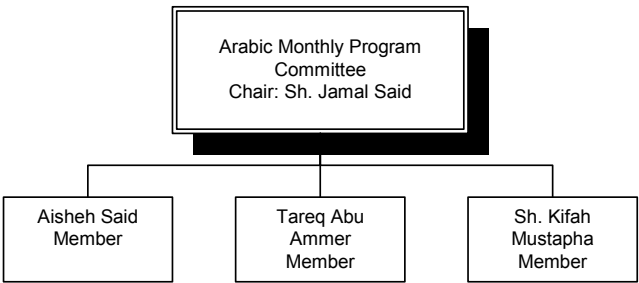 Arabic Monthly Program
Committee
Chair: Sh. Jamal Said
Aisheh Said
Member
Tareq Abu
Ammer
Member
Sh. Kifah
Mustapha
Member